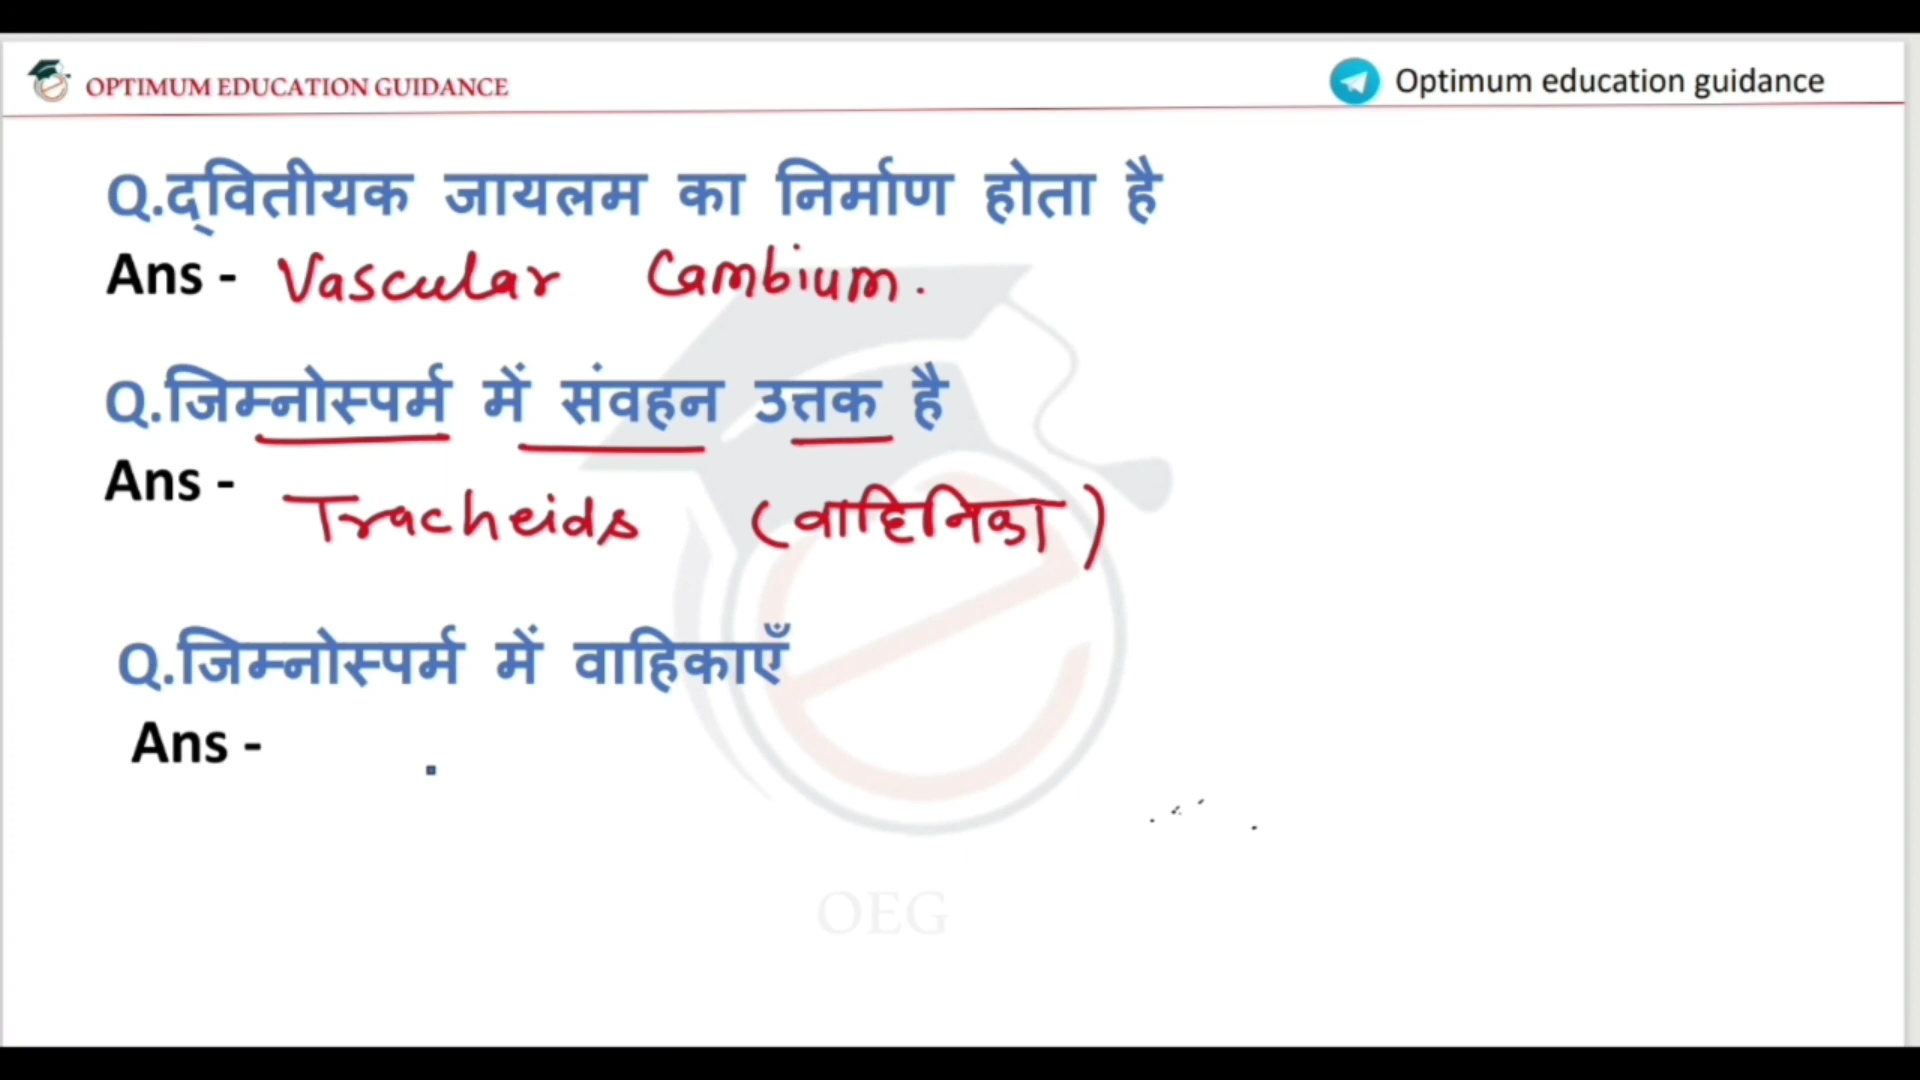 OPTIMUM EDUCATION GUIDANCE
Optimum education guidance
Q.द्वितीयक जायलम का निर्माण होता है
Ans - Vascular Cambium.
Q.जिम्नोस्पर्म में संवहन उत्तक है
Ans -
Tracheids (वाहिनिका)
Q.जिम्नोस्पर्म में वाहिकाएँ
Ans -
OEG